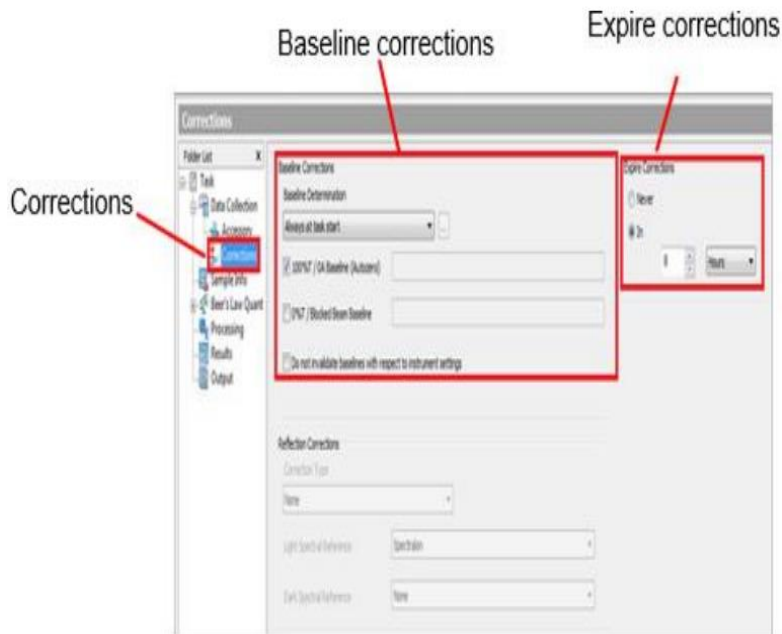 Baseline corrections
Expire corrections
Corrections
Corrections
Folder List X
Task
Data Collection
Accessory
Corrections
Sample Info
Beer's Law Quant
Processing
Results
Output
Baseline Corrections
Baseline Determination
Always at task start
...
100%T / 0A Baseline (Autozero)
0%T / Blocked Beam Baseline
Do not invalidate baselines with respect to instrument settings
Expire Corrections
Never
In
8 Hours
Reflection Corrections
Correction Type
None
Light Spectral Reference Spectralon
Dark Spectral Reference None